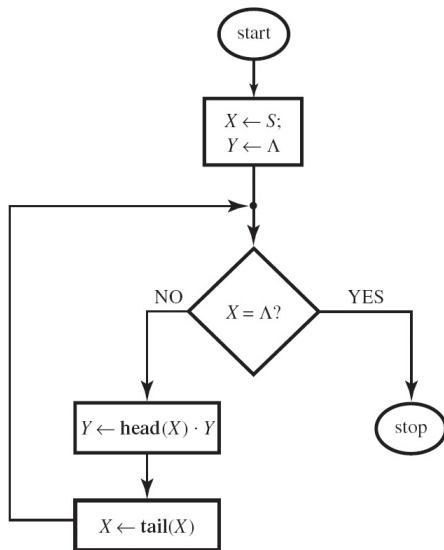 start
X ← S;
Y ← Λ
NO
YES
X = Λ?
Y ← head(X) · Y
stop
X ← tail(X)